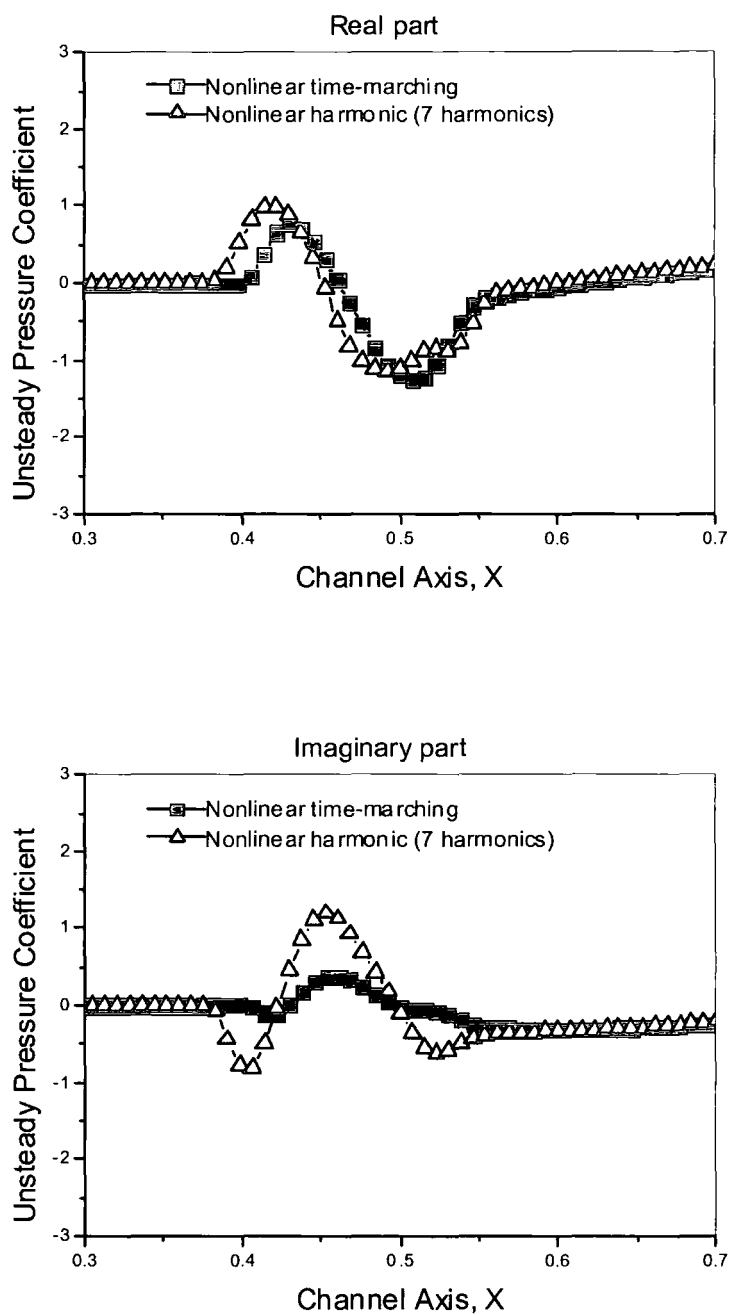 Real part
3
2
1
0
-1
-2
-3
Unsteady Pressure Coefficient
Nonlinear time-marching
Nonlinear harmonic (7 harmonics)
0.3 0.4 0.5 0.6 0.7
Channel Axis, X
Imaginary part
3
2
1
0
-1
-2
-3
Unsteady Pressure Coefficient
Nonlinear time-marching
Nonlinear harmonic (7 harmonics)
0.3 0.4 0.5 0.6 0.7
Channel Axis, X